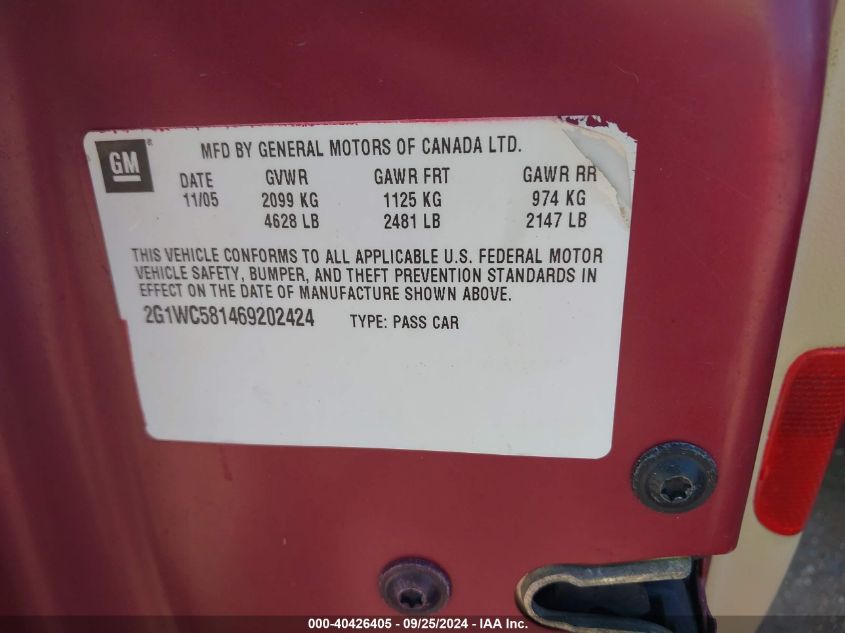 GM ®
MFD BY GENERAL MOTORS OF CANADA LTD.
DATE GVWR GAWR FRT GAWR RR
11/05 2099 KG 1125 KG 974 KG
4628 LB 2481 LB 2147 LB
THIS VEHICLE CONFORMS TO ALL APPLICABLE U.S. FEDERAL MOTOR
VEHICLE SAFETY, BUMPER, AND THEFT PREVENTION STANDARDS IN
EFFECT ON THE DATE OF MANUFACTURE SHOWN ABOVE.
2G1WC581469202424 TYPE: PASS CAR
000-40426405 - 09/25/2024 - IAA Inc.